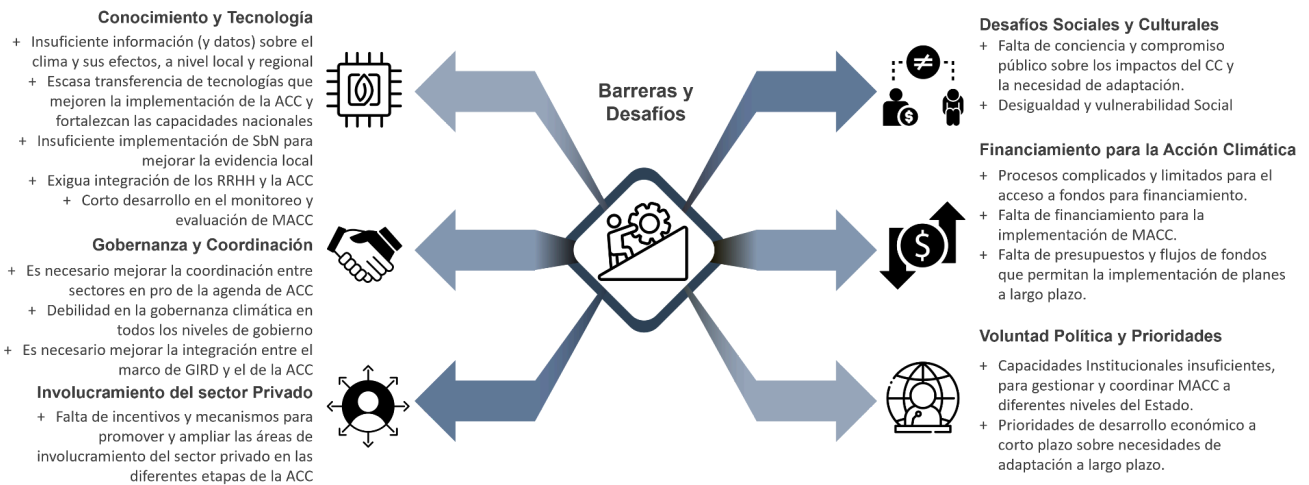 Barreras y
Desafíos
Conocimiento y Tecnología
+ Insuficiente información (y datos) sobre el
clima y sus efectos, a nivel local y regional
+ Escasa transferencia de tecnologías que
mejoren la implementación de la ACC y
fortalezcan las capacidades nacionales
+ Insuficiente implementación de SbN para
mejorar la evidencia local
+ Exigua integración de los RRHH y la ACC
+ Corto desarrollo en el monitoreo y
evaluación de MACC
Gobernanza y Coordinación
+ Es necesario mejorar la coordinación entre
sectores en pro de la agenda de ACC
+ Debilidad en la gobernanza climática en
todos los niveles de gobierno
+ Es necesario mejorar la integración entre el
marco de GIRD y el de la ACC
Involucramiento del sector Privado
+ Falta de incentivos y mecanismos para
promover y ampliar las áreas de
involucramiento del sector privado en las
diferentes etapas de la ACC
Desafíos Sociales y Culturales
+ Falta de conciencia y compromiso
público sobre los impactos del CC y
la necesidad de adaptación.
+ Desigualdad y vulnerabilidad Social
Financiamiento para la Acción Climática
+ Procesos complicados y limitados para el
acceso a fondos para financiamiento.
+ Falta de financiamiento para la
implementación de MACC.
+ Falta de presupuestos y flujos de fondos
que permitan la implementación de planes
a largo plazo.
Voluntad Política y Prioridades
+ Capacidades Institucionales insuficientes,
para gestionar y coordinar MACC a
diferentes niveles del Estado.
+ Prioridades de desarrollo económico a
corto plazo sobre necesidades de
adaptación a largo plazo.